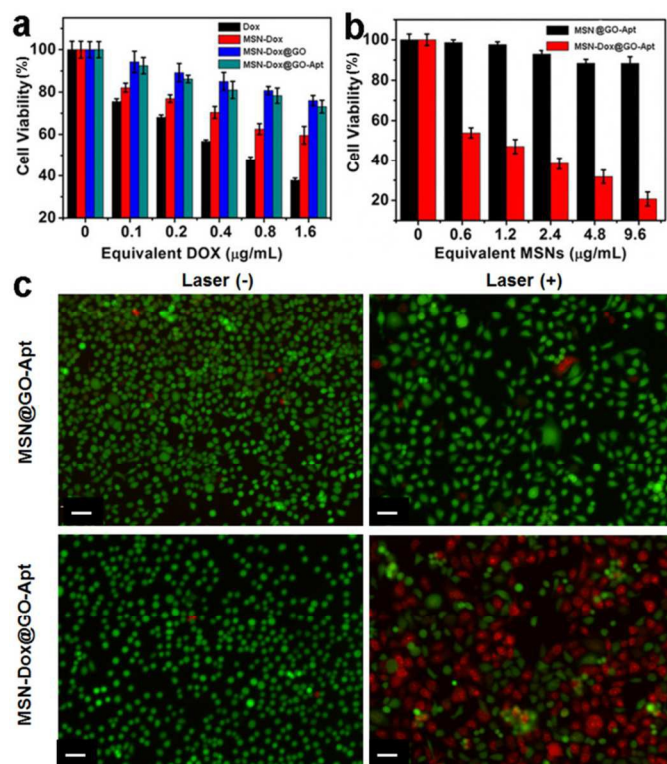 a
Dox
MSN-Dox
MSN-Dox@GO
MSN-Dox@GO-Apt
Cell Viability (%)
100
80
60
40
20
0 0.1 0.2 0.4 0.8 1.6
Equivalent DOX (μg/mL)
b
MSN@GO-Apt
MSN-Dox@GO-Apt
Cell Viability (%)
100
80
60
40
20
0 0.6 1.2 2.4 4.8 9.6
Equivalent MSNs (μg/mL)
c
Laser (-) Laser (+)
MSN@GO-Apt
MSN-Dox@GO-Apt